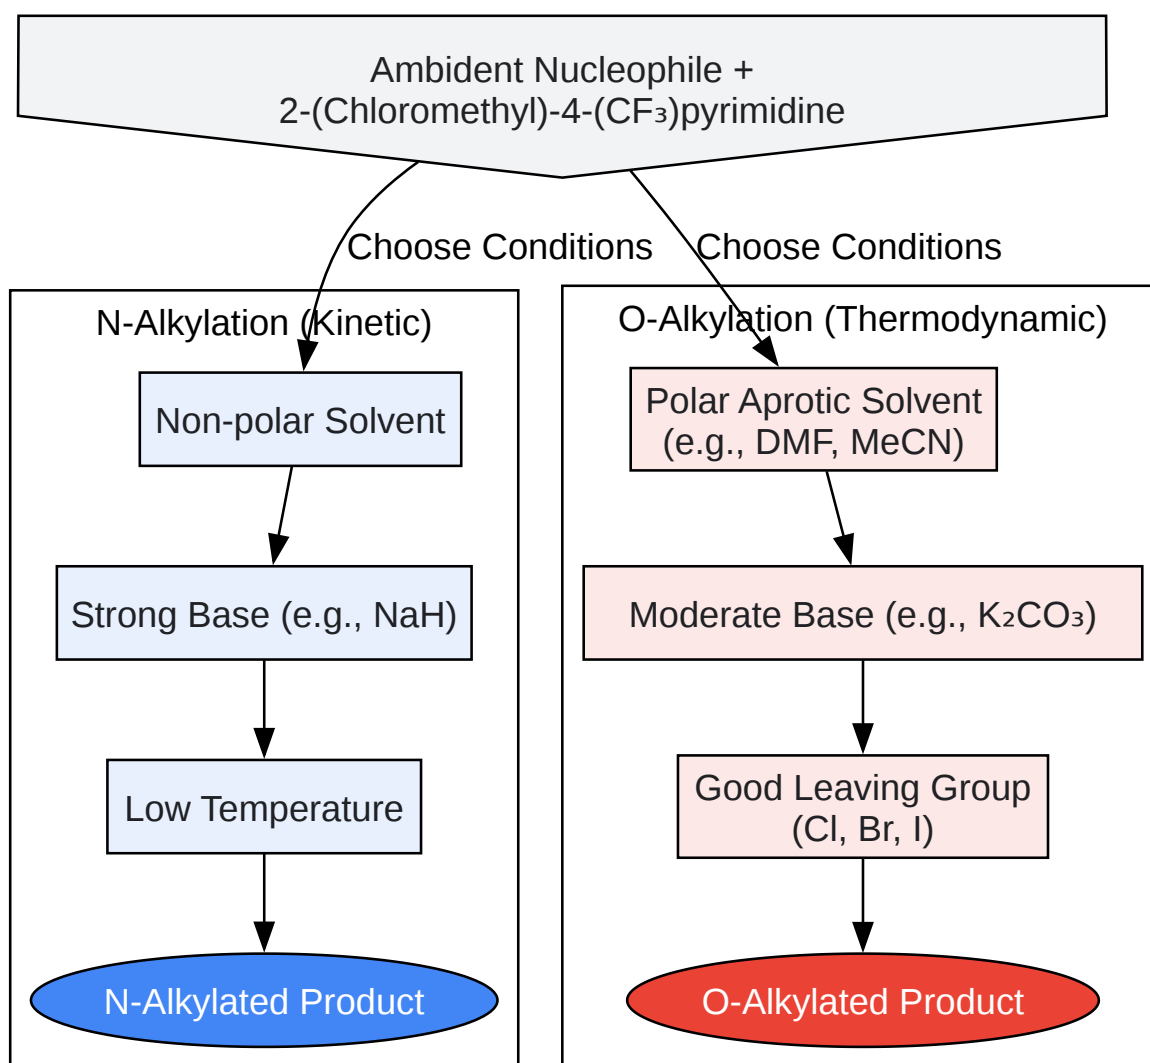 Ambident Nucleophile +
2-(Chloromethyl)-4-(CF₃)pyrimidine
Choose Conditions
Choose Conditions
N-Alkylation (Kinetic)
Non-polar Solvent
Strong Base (e.g., NaH)
Low Temperature
N-Alkylated Product
O-Alkylation (Thermodynamic)
Polar Aprotic Solvent
(e.g., DMF, MeCN)
Moderate Base (e.g., K₂CO₃)
Good Leaving Group
(Cl, Br, I)
O-Alkylated Product